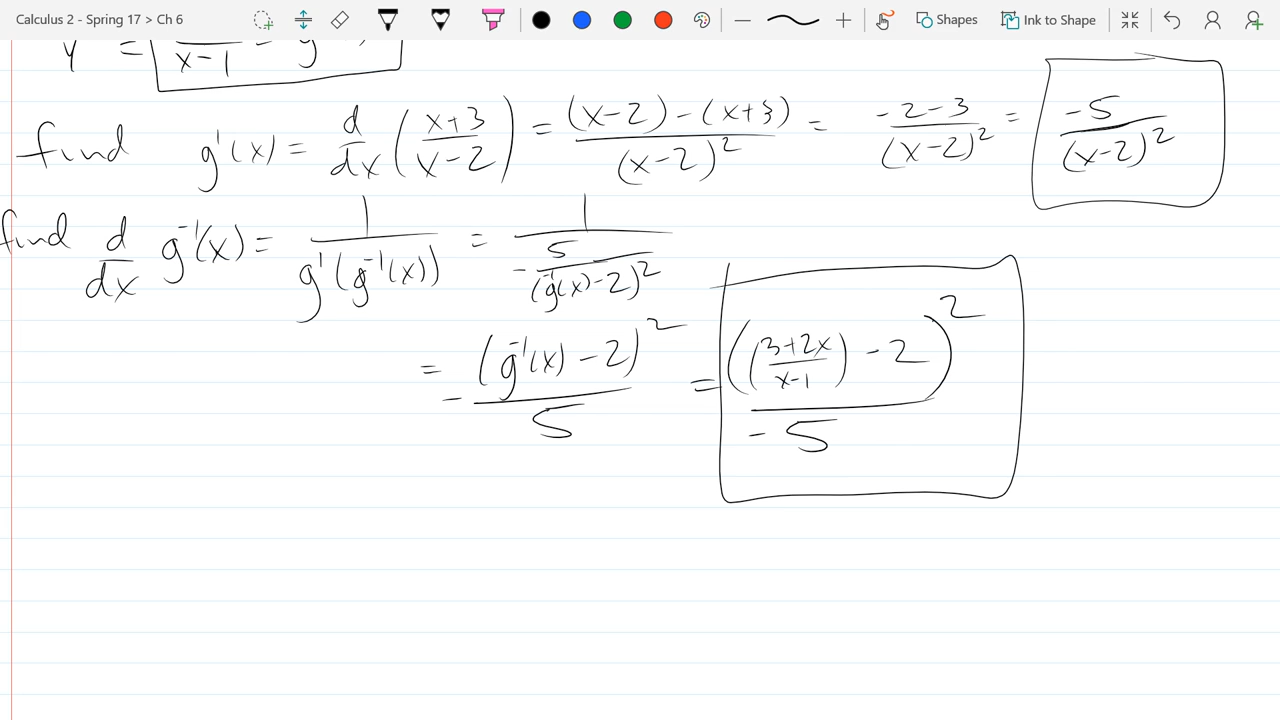 Calculus 2 - Spring 17 > Ch 6 Shapes Ink to Shape
= x-1
find g'(x) = d/dx ( (x+3)/(x-2) ) = ((x-2)-(x+3))/(x-2)² = (-2-3)/(x-2)² = -5/(x-2)²
find d/dx g⁻¹(x) = 1/(g'(g⁻¹(x))) = 1/(-5/(g⁻¹(x)-2)²)
= -(g⁻¹(x)-2)²/5 = (((3+2x)/(x-1))-2)²/-5